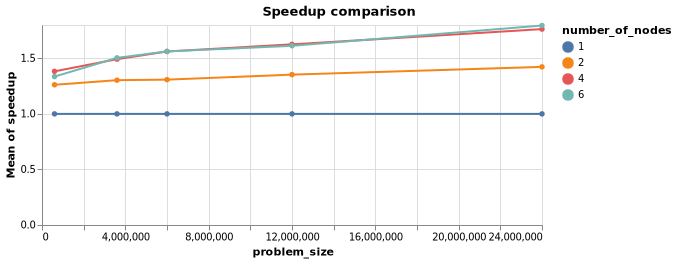 Speedup comparison
number_of_nodes
1
2
4
6
Mean of speedup
1.5
1.0
0.5
0.0
0 4,000,000 8,000,000 12,000,000 16,000,000 20,000,000 24,000,000
problem_size